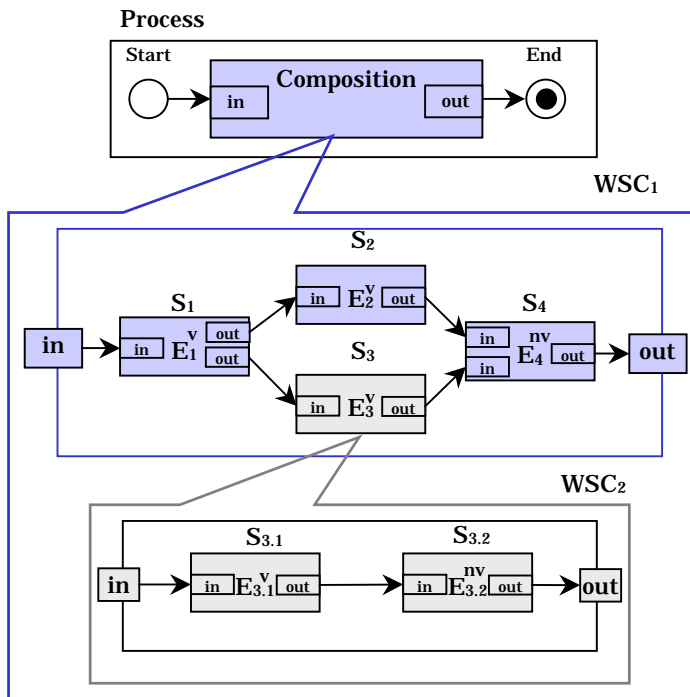 Process
Start
End
Composition
in
out
WSC1
S2
in
E2v
out
S1
S4
in
E1v
out
out
in
in
E4nv
out
in
out
S3
in
E3v
out
WSC2
S3.1
S3.2
in
in
E3.1v
out
in
E3.2nv
out
out